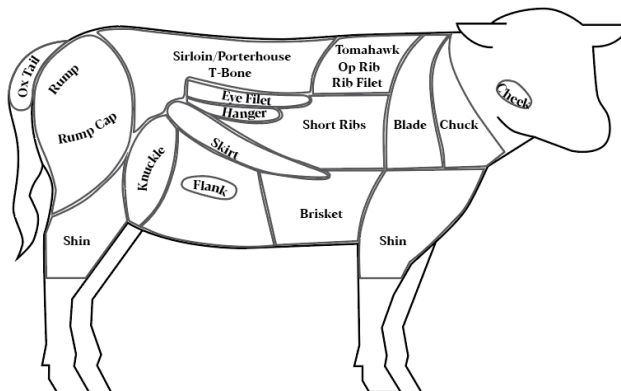 Ox Tail
Rump
Rump Cap
Sirloin/Porterhouse
T-Bone
Tomahawk
Op Rib
Rib Filet
Eye Filet
Hanger
Skirt
Short Ribs
Blade
Chuck
Cheek
Knuckle
Flank
Brisket
Shin
Shin